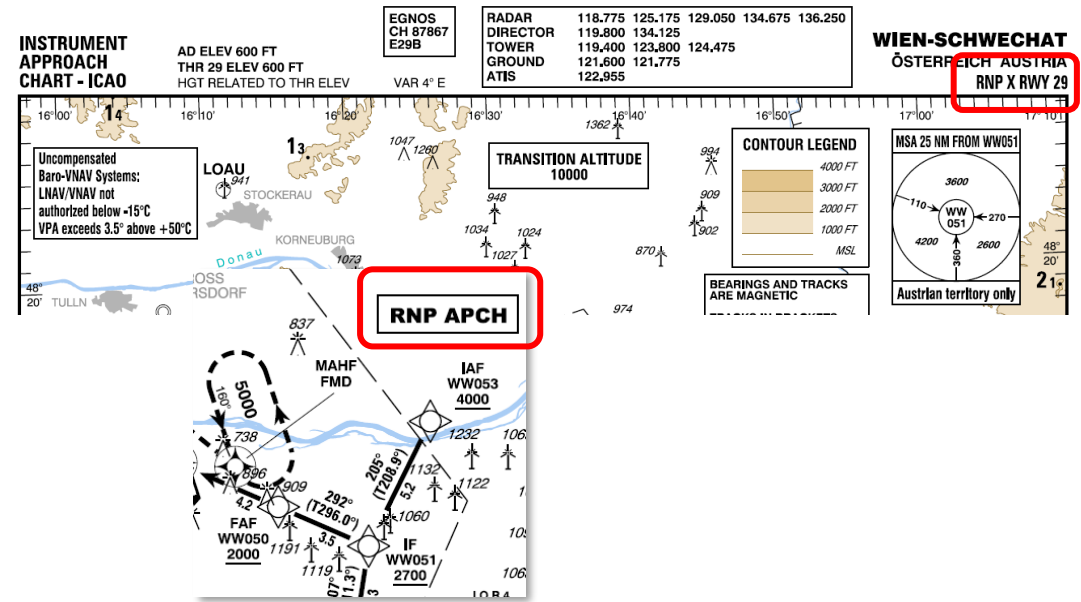 INSTRUMENT
APPROACH
CHART - ICAO
AD ELEV 600 FT
THR 29 ELEV 600 FT
HGT RELATED TO THR ELEV
VAR 4° E
EGNOS
CH 87867
E29B
RADAR 118.775 125.175 129.050 134.675 136.250
DIRECTOR 119.800 134.125
TOWER 119.400 123.800 124.475
GROUND 121.600 121.775
ATIS 122.955
WIEN-SCHWECHAT
ÖSTERREICH AUSTRIA
RNP X RWY 29
16°00' 16°10' 16°20' 16°30' 16°40' 16°50' 17°00' 17°10'
14
13
1047
1260
1362
994
Uncompensated
Baro-VNAV Systems:
LNAV/VNAV not
authorized below -15°C
VPA exceeds 3.5° above +50°C
LOAU
941
STOCKERAU
KORNEUBURG
Donau
1073
TRANSITION ALTITUDE
10000
948
1034
1024
1027
909
902
870
974
CONTOUR LEGEND
4000 FT
3000 FT
2000 FT
1000 FT
MSL
MSA 25 NM FROM WW051
3600
110
WW
051
270
4200
2600
360
Austrian territory only
48°
20'
21
BEARINGS AND TRACKS
ARE MAGNETIC
48°
20'
TULLN
OSS
RSDORF
RNP APCH
837
MAHF
FMD
IAF
WW053
4000
5000
160°
738
896
909
4.2
292°
(T296.0°)
3.5
205°
(T208.9°)
5.2
1232
1132
1122
1060
FAF
WW050
2000
1191
1119
IF
WW051
2700